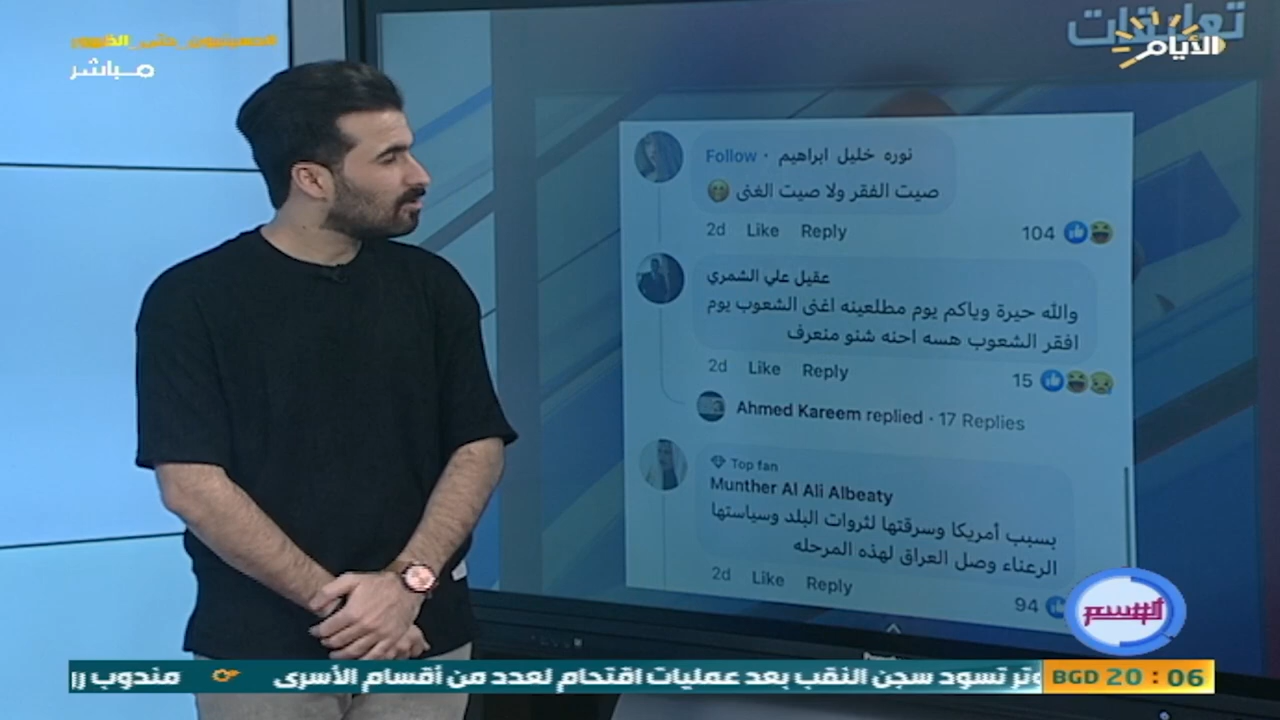 تعليقات
الأيام
مباشر
نوره خليل ابراهيم · Follow
صيت الفقر ولا صيت الغنى 🤭
2d Like Reply 104
عقيل علي الشمري
والله حيرة وياكم يوم مطلعينه اغنى الشعوب يوم
افقر الشعوب هسه احنه شنو منعرف
2d Like Reply 15
Ahmed Kareem replied · 17 Replies
Top fan
Munther Al Ali Albeaty
بسبب أمريكا وسرقتها لثروات البلد وسياستها
الرعناء وصل العراق لهذه المرحله
2d Like Reply 94
تسود سجن النقب بعد عمليات اقتحام لعدد من أقسام الأسرى
مندوب
BGD 20:06